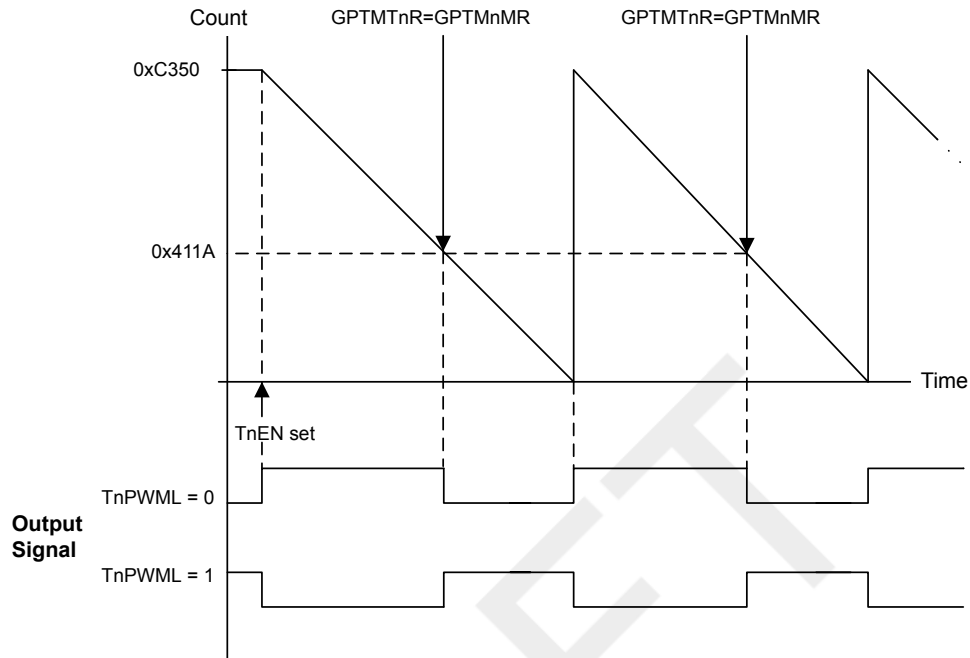 Count
GPTMTnR=GPTMnMR
GPTMTnR=GPTMnMR
0xC350
0x411A
Time
TnEN set
TnPWML = 0
Output
Signal
TnPWML = 1